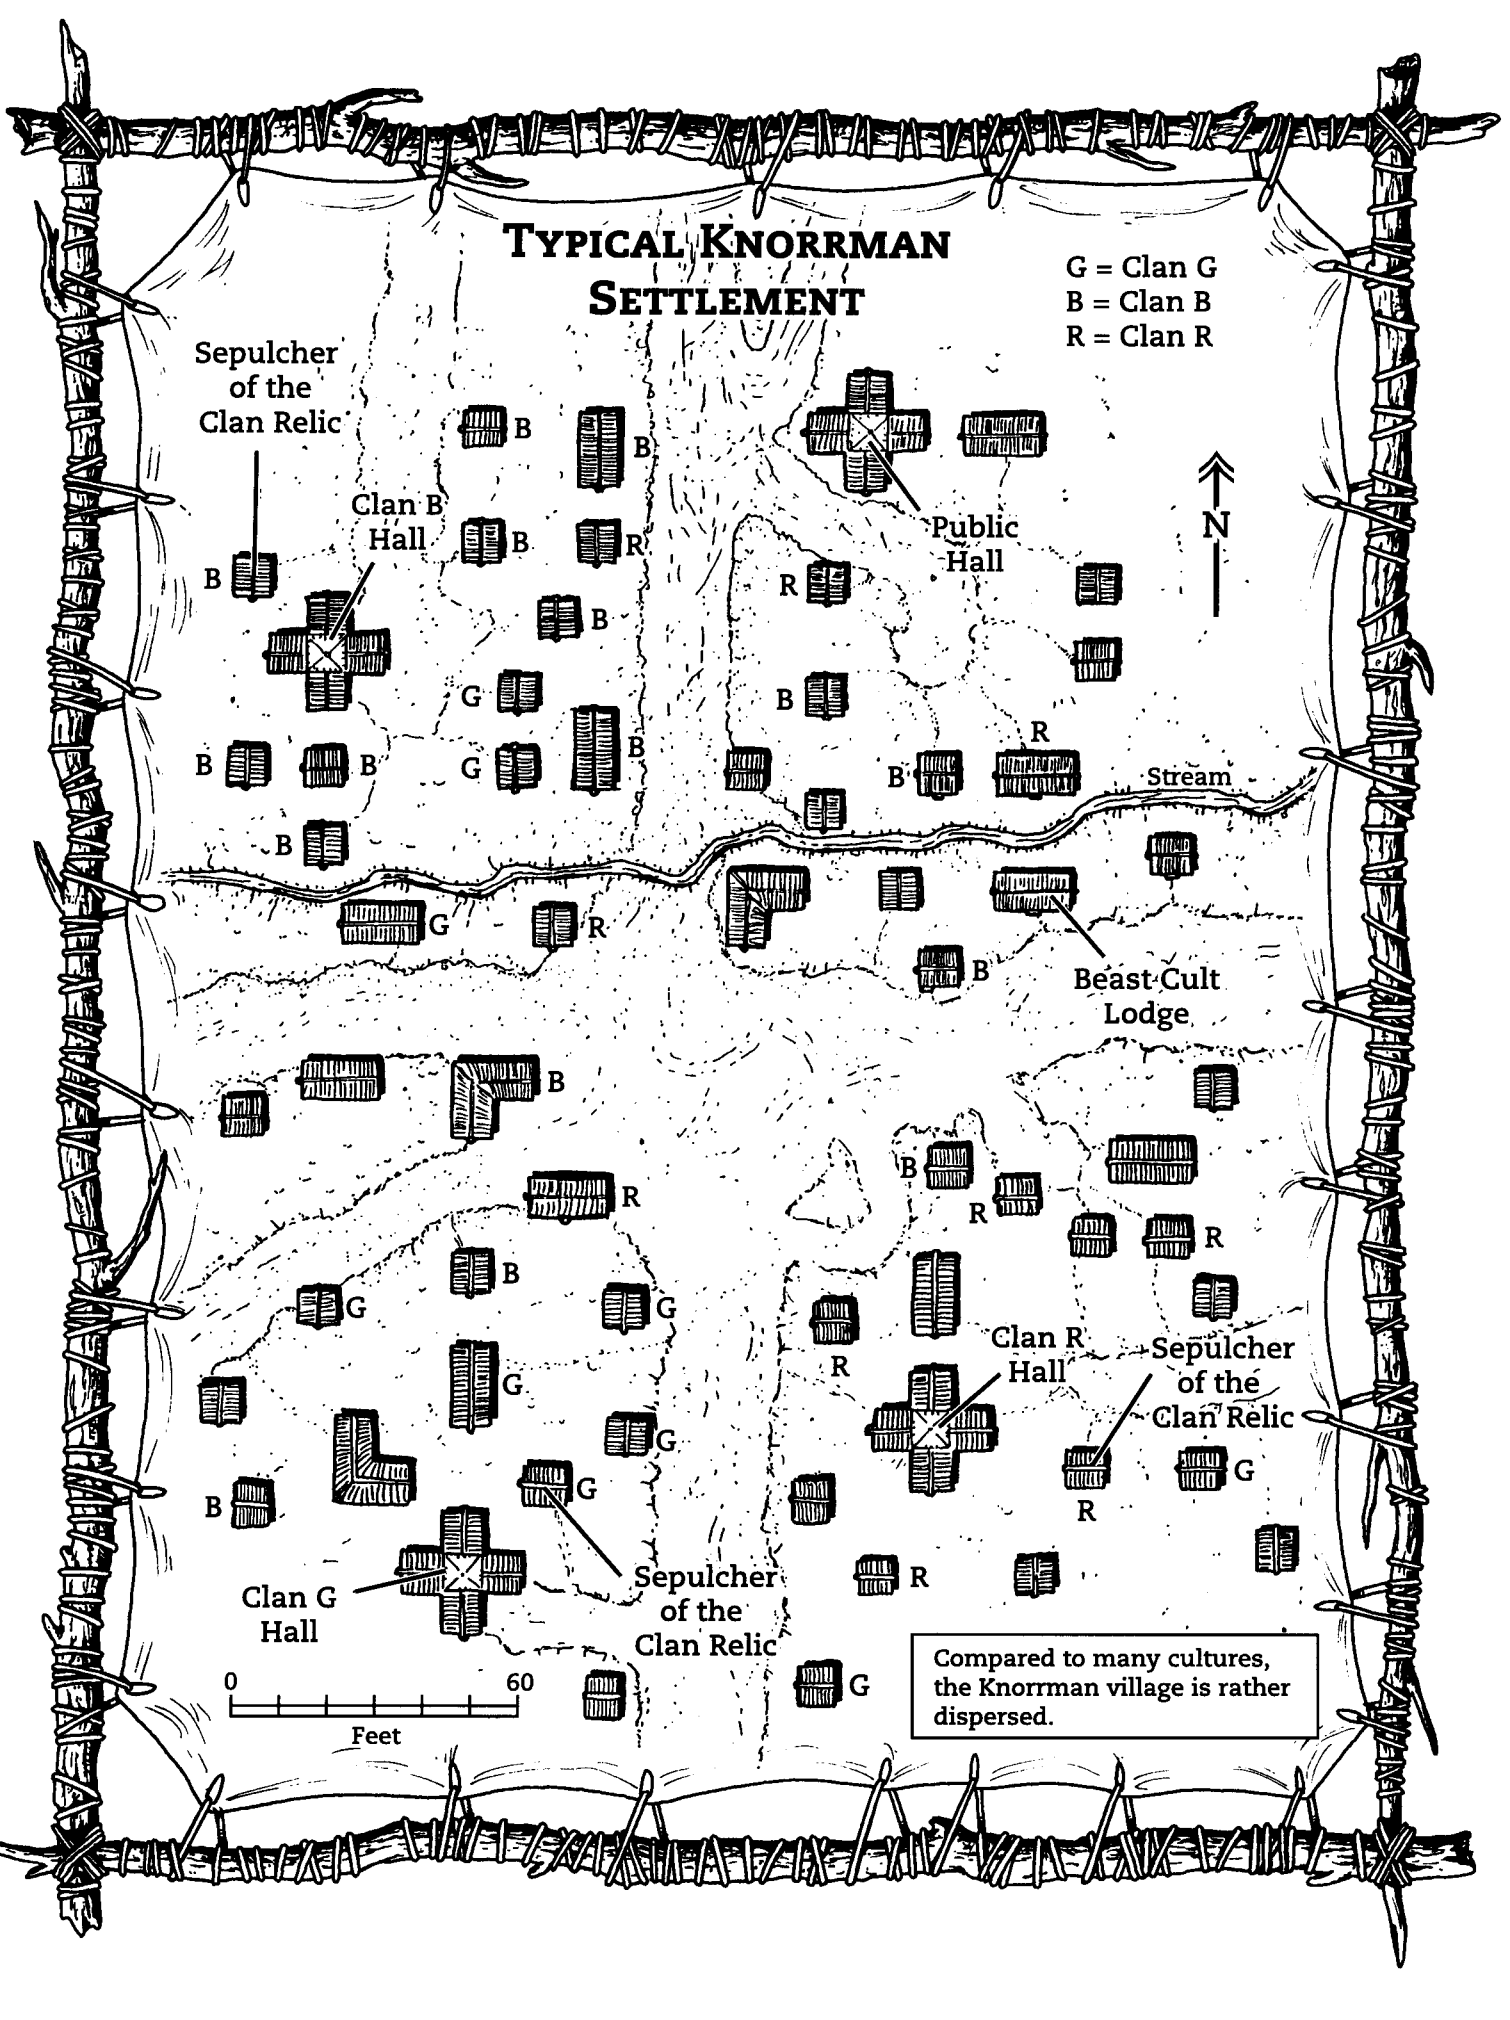 TYPICAL KNORRMAN
SETTLEMENT
G = Clan G
B = Clan B
R = Clan R
Sepulcher
of the
Clan Relic
B
B
Clan B
Hall
Public
Hall
N
B
R
B
R
B
G
B
R
B
B
G
B
B
Stream
B
G
R
B
Beast Cult
Lodge
B
B
R
R
R
B
G
G
Clan R
Hall
Sepulcher
of the
Clan Relic
R
G
G
G
G
B
R
R
Clan G
Hall
Sepulcher
of the
Clan Relic
G
0 60
Feet
Compared to many cultures,
the Knorrman village is rather
dispersed.